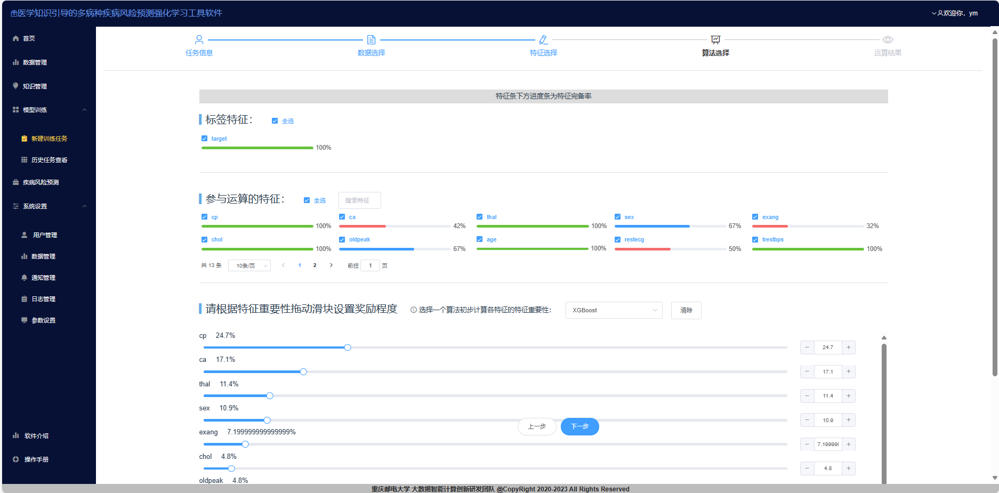 医学知识引导的多病种疾病风险预测强化学习工具软件
欢迎你，ym
首页
数据管理
知识管理
模型训练
新建训练任务
历史任务查看
疾病风险预测
系统设置
用户管理
数据管理
通知管理
日志管理
参数设置
软件介绍
操作手册
任务信息 数据选择 特征选择 算法选择 运算结果
特征条下方进度条为特征完备率
标签特征： 全选
target
100%
参与运算的特征： 全选 搜索特征
cp ca thal sex exang
100% 42% 100% 67% 32%
chol oldpeak age restecg trestbps
100% 67% 100% 50% 100%
共 13 条 10条/页 1 2 前往 1 页
请根据特征重要性拖动滑块设置奖励程度 选择一个算法初步计算各特征的特征重要性： XGBoost 清除
cp 24.7%
24.7
ca 17.1%
17.1
thal 11.4%
11.4
sex 10.9%
10.9
上一步 下一步
exang 7.199999999999999%
7.19999
chol 4.8%
4.8
oldpeak 4.8%
重庆邮电大学 大数据智能计算创新研发团队 @CopyRight 2020-2023 All Rights Reserved